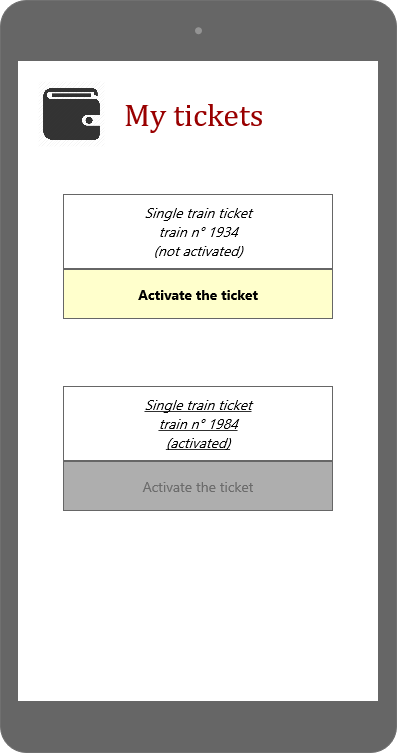 My tickets
Single train ticket
train n° 1934
(not activated)
Activate the ticket
Single train ticket
train n° 1984
(activated)
Activate the ticket